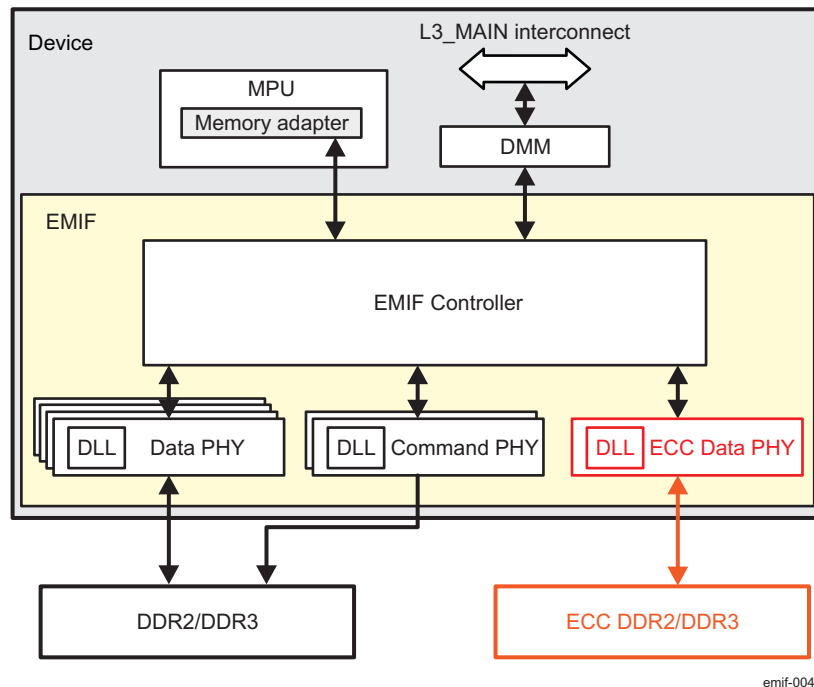 L3_MAIN interconnect
Device
MPU
Memory adapter
DMM
EMIF
EMIF Controller
DLL
Data PHY
DLL
Command PHY
DLL
ECC Data PHY
DDR2/DDR3
ECC DDR2/DDR3
emif-004